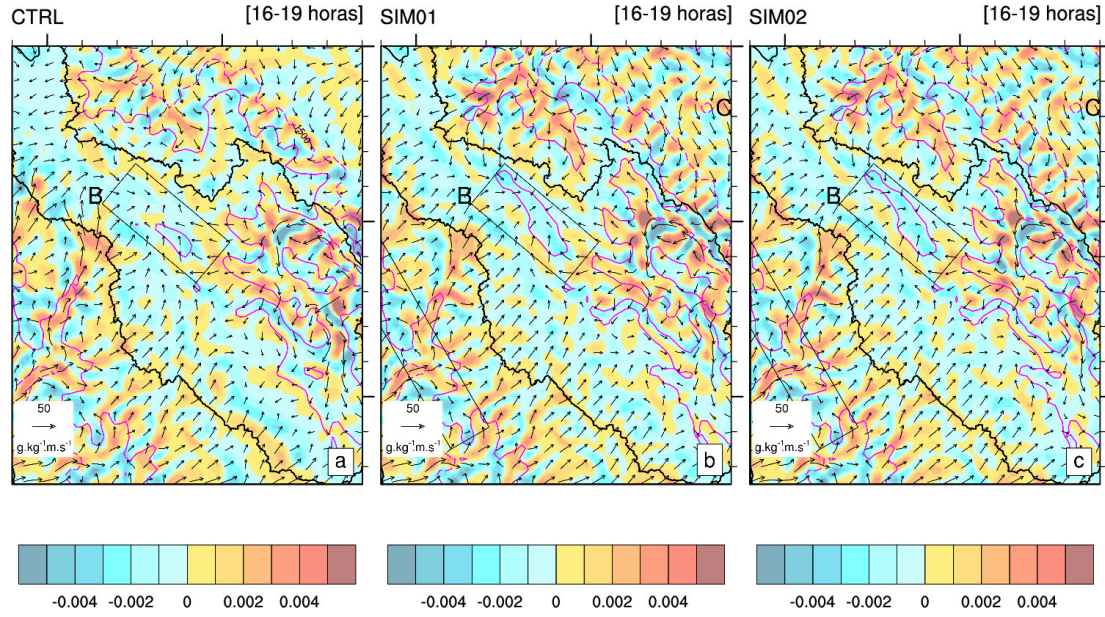 CTRL [16-19 horas] SIM01 [16-19 horas] SIM02 [16-19 horas]
C C
B B B
50 50 50
g.kg⁻¹.m.s⁻¹ g.kg⁻¹.m.s⁻¹ g.kg⁻¹.m.s⁻¹
a b c
-0.004 -0.002 0 0.002 0.004 -0.004 -0.002 0 0.002 0.004 -0.004 -0.002 0 0.002 0.004